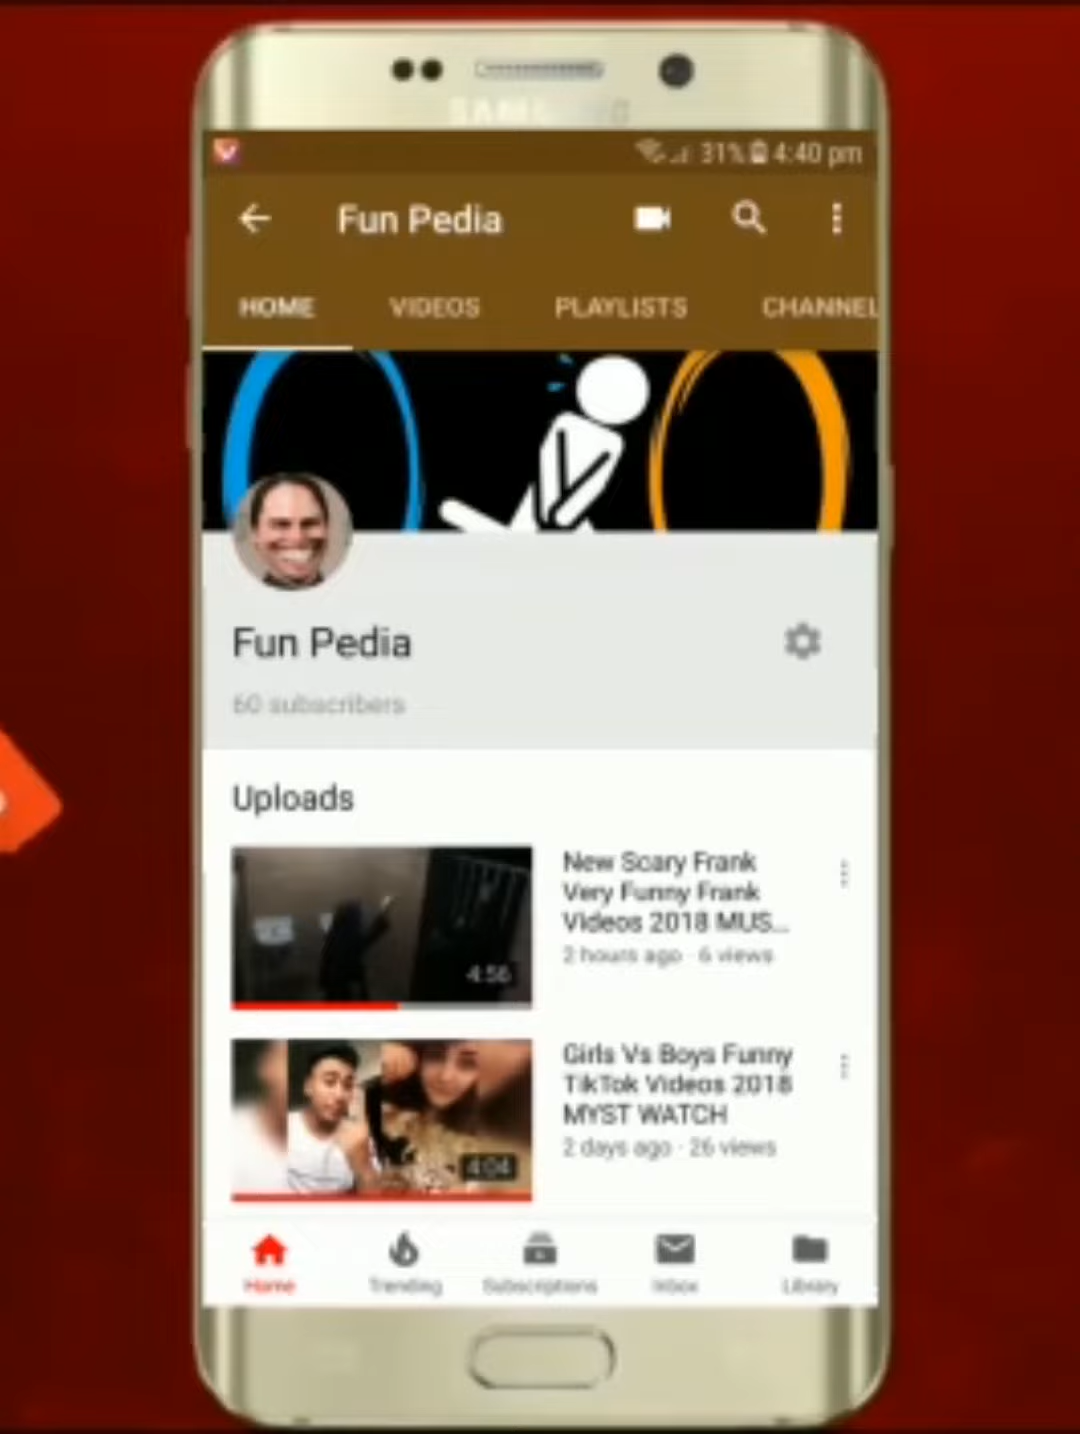 SAMSUNG
31% 4:40 pm
Fun Pedia
HOME VIDEOS PLAYLISTS CHANNEL
Fun Pedia
60 subscribers
Uploads
4:56
New Scary Frank
Very Funny Frank
Videos 2018 MUS...
2 hours ago · 6 views
4:04
Girls Vs Boys Funny
TikTok Videos 2018
MYST WATCH
2 days ago · 26 views
Home Trending Subscriptions Inbox Library